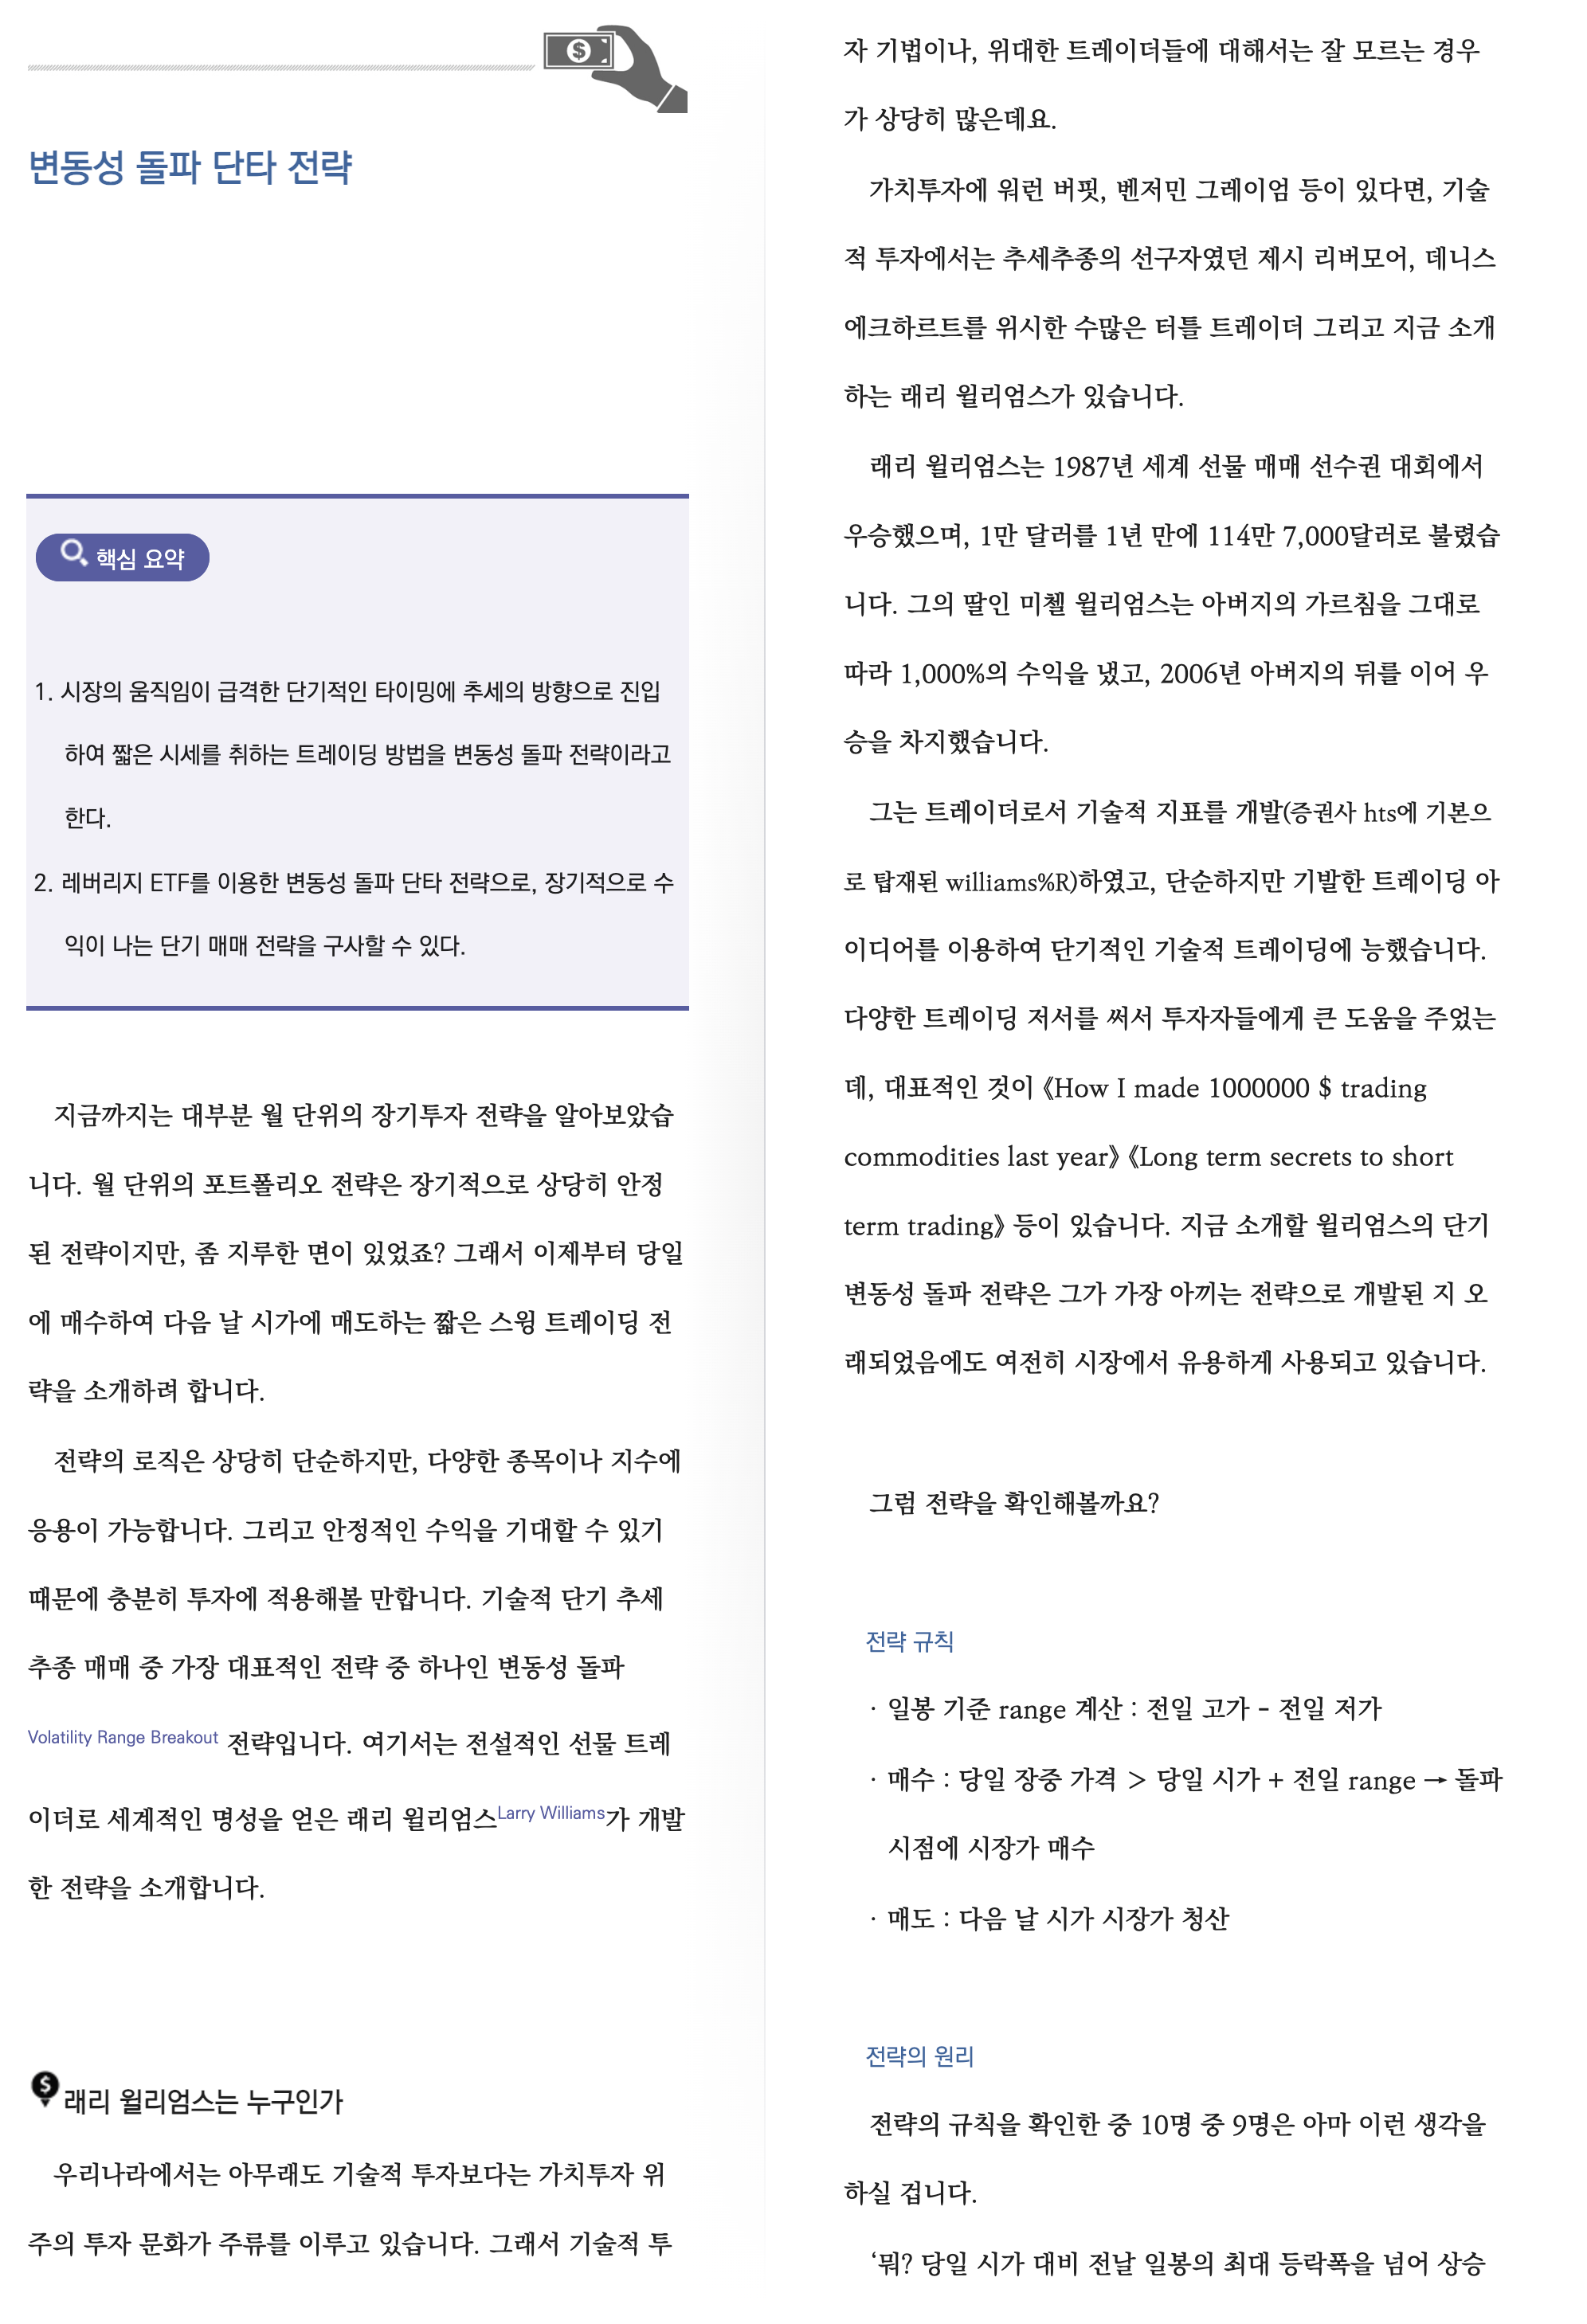 변동성 돌파 단타 전략
핵심 요약
1. 시장의 움직임이 급격한 단기적인 타이밍에 추세의 방향으로 진입
하여 짧은 시세를 취하는 트레이딩 방법을 변동성 돌파 전략이라고
한다.
2. 레버리지 ETF를 이용한 변동성 돌파 단타 전략으로, 장기적으로 수
익이 나는 단기 매매 전략을 구사할 수 있다.
지금까지는 대부분 월 단위의 장기투자 전략을 알아보았습
니다. 월 단위의 포트폴리오 전략은 장기적으로 상당히 안정
된 전략이지만, 좀 지루한 면이 있었죠? 그래서 이제부터 당일
에 매수하여 다음 날 시가에 매도하는 짧은 스윙 트레이딩 전
략을 소개하려 합니다.
전략의 로직은 상당히 단순하지만, 다양한 종목이나 지수에
응용이 가능합니다. 그리고 안정적인 수익을 기대할 수 있기
때문에 충분히 투자에 적용해볼 만합니다. 기술적 단기 추세
추종 매매 중 가장 대표적인 전략 중 하나인 변동성 돌파
Volatility Range Breakout 전략입니다. 여기서는 전설적인 선물 트레
이더로 세계적인 명성을 얻은 래리 윌리엄스Larry Williams가 개발
한 전략을 소개합니다.
래리 윌리엄스는 누구인가
우리나라에서는 아무래도 기술적 투자보다는 가치투자 위
주의 투자 문화가 주류를 이루고 있습니다. 그래서 기술적 투
자 기법이나, 위대한 트레이더들에 대해서는 잘 모르는 경우
가 상당히 많은데요.
가치투자에 워런 버핏, 벤저민 그레이엄 등이 있다면, 기술
적 투자에서는 추세추종의 선구자였던 제시 리버모어, 데니스
에크하르트를 위시한 수많은 터틀 트레이더 그리고 지금 소개
하는 래리 윌리엄스가 있습니다.
래리 윌리엄스는 1987년 세계 선물 매매 선수권 대회에서
우승했으며, 1만 달러를 1년 만에 114만 7,000달러로 불렸습
니다. 그의 딸인 미첼 윌리엄스는 아버지의 가르침을 그대로
따라 1,000%의 수익을 냈고, 2006년 아버지의 뒤를 이어 우
승을 차지했습니다.
그는 트레이더로서 기술적 지표를 개발(증권사 hts에 기본으
로 탑재된 williams%R)하였고, 단순하지만 기발한 트레이딩 아
이디어를 이용하여 단기적인 기술적 트레이딩에 능했습니다.
다양한 트레이딩 저서를 써서 투자자들에게 큰 도움을 주었는
데, 대표적인 것이 《How I made 1000000 $ trading
commodities last year》《Long term secrets to short
term trading》 등이 있습니다. 지금 소개할 윌리엄스의 단기
변동성 돌파 전략은 그가 가장 아끼는 전략으로 개발된 지 오
래되었음에도 여전히 시장에서 유용하게 사용되고 있습니다.
그럼 전략을 확인해볼까요?
전략 규칙
· 일봉 기준 range 계산 : 전일 고가 - 전일 저가
· 매수 : 당일 장중 가격 > 당일 시가 + 전일 range → 돌파
시점에 시장가 매수
· 매도 : 다음 날 시가 시장가 청산
전략의 원리
전략의 규칙을 확인한 중 10명 중 9명은 아마 이런 생각을
하실 겁니다.
‘뭐? 당일 시가 대비 전날 일봉의 최대 등락폭을 넘어 상승